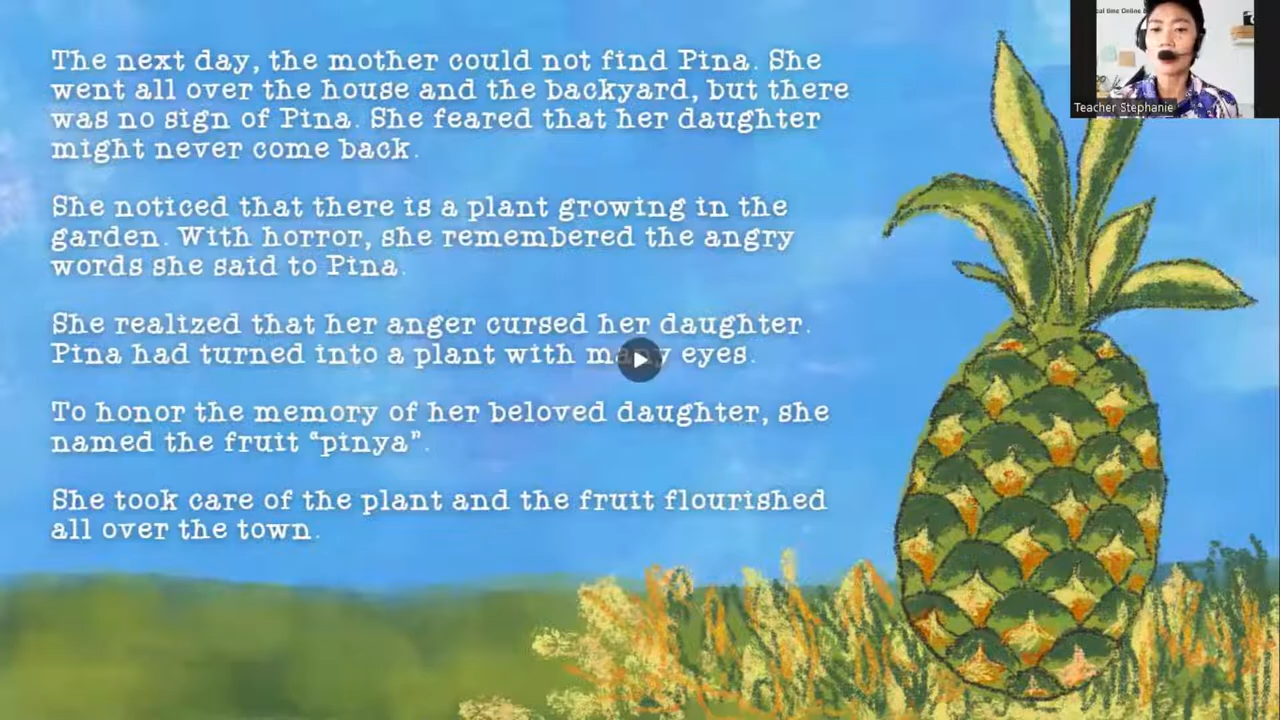 The next day, the mother could not find Pina. She
went all over the house and the backyard, but there
was no sign of Pina. She feared that her daughter
might never come back.
She noticed that there is a plant growing in the
garden. With horror, she remembered the angry
words she said to Pina.
She realized that her anger cursed her daughter.
Pina had turned into a plant with many eyes.
To honor the memory of her beloved daughter, she
named the fruit “pinya”.
She took care of the plant and the fruit flourished
all over the town.
time Online
Teacher Stephanie